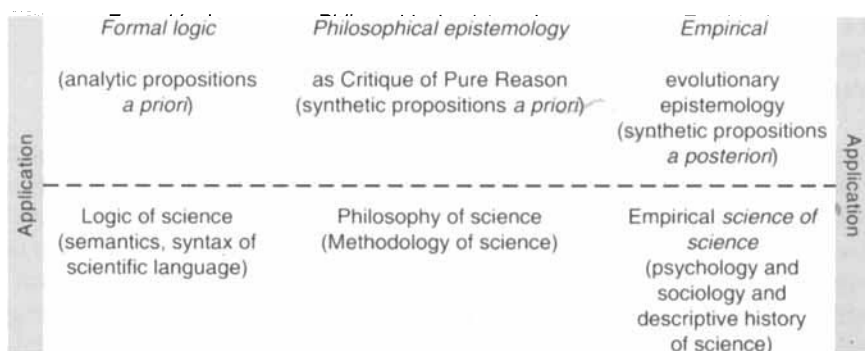 Formal logic
Philosophical epistemology
Empirical
(analytic propositions
a priori)
as Critique of Pure Reason
(synthetic propositions a priori)
evolutionary
epistemology
(synthetic propositions
a posteriori)
Application
Application
Logic of science
(semantics, syntax of
scientific language)
Philosophy of science
(Methodology of science)
Empirical science of
science
(psychology and
sociology and
descriptive history
of science)